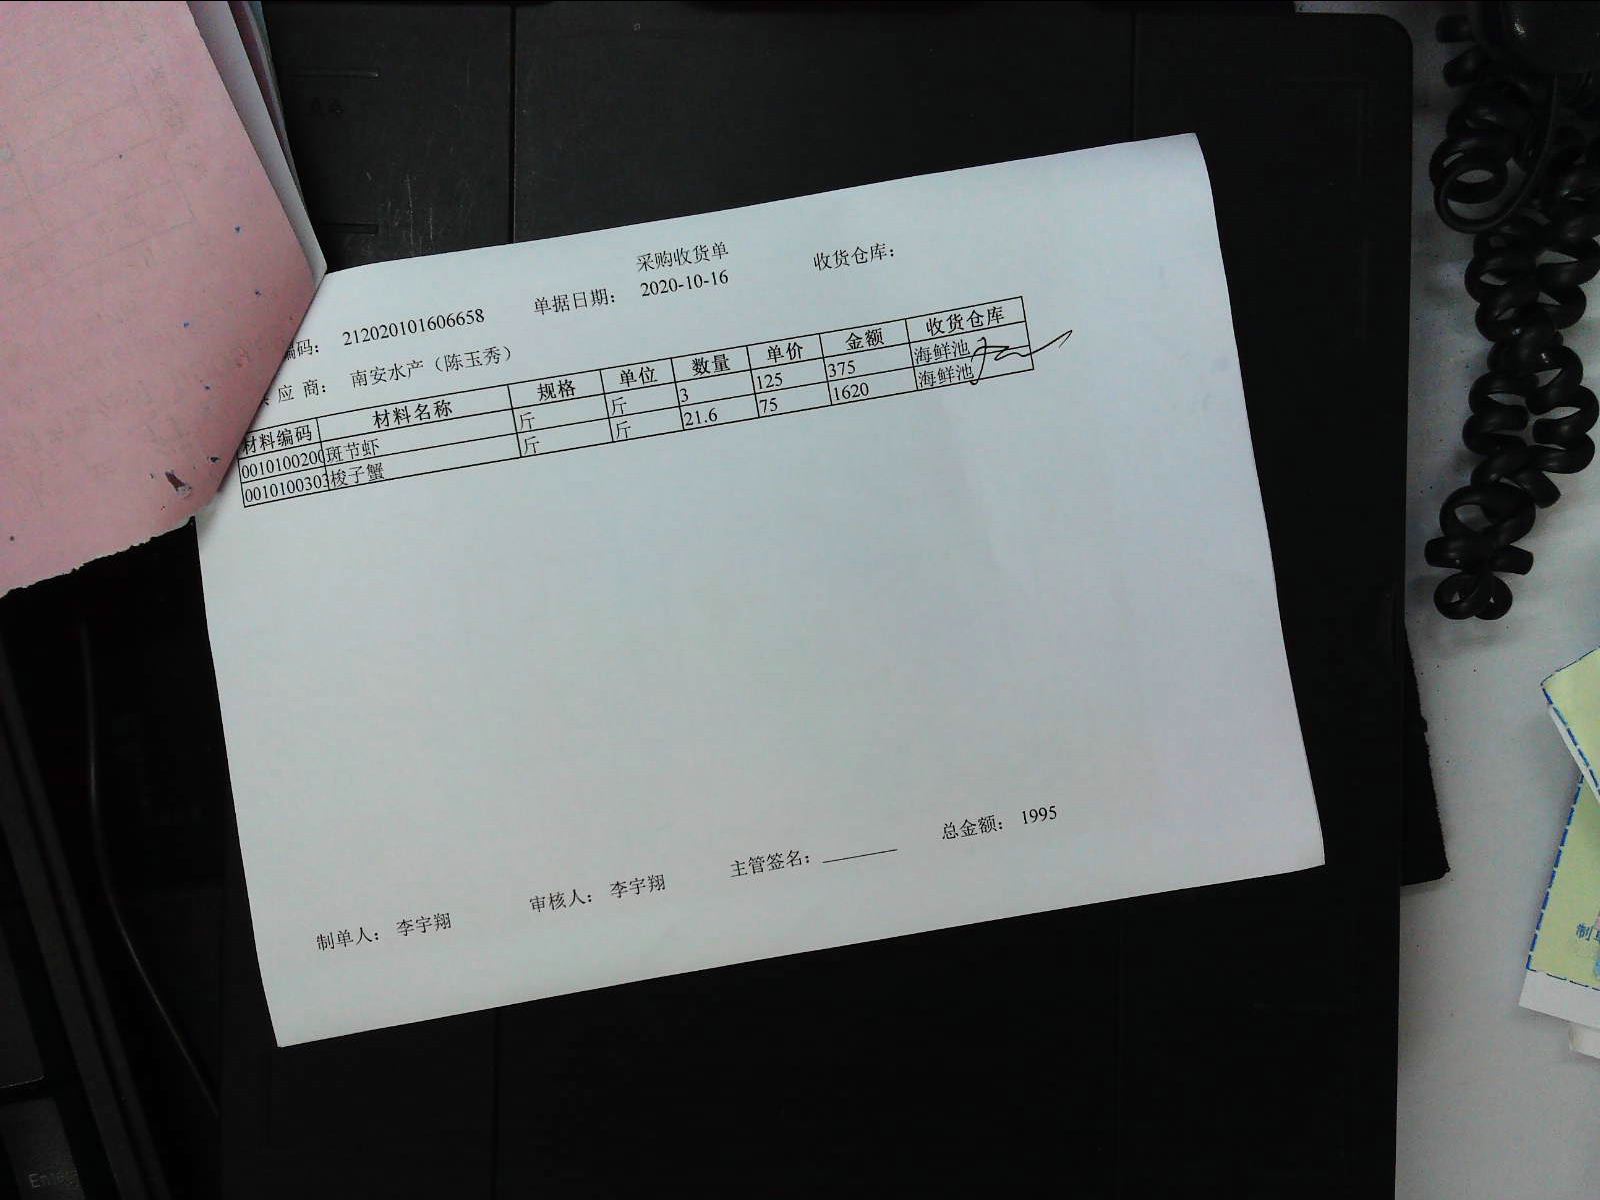 采购收货单
编码： 212020101606658 单据日期： 2020-10-16 收货仓库：
应 商： 南安水产（陈玉秀）
材料编码 材料名称 规格 单位 数量 单价 金额 收货仓库
0010100200 斑节虾 斤 斤 3 125 375 海鲜池
0010100303 梭子蟹 斤 斤 21.6 75 1620 海鲜池
总金额： 1995
制单人： 李宇翔 审核人： 李宇翔 主管签名：
制单
Enter